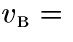 v_B =